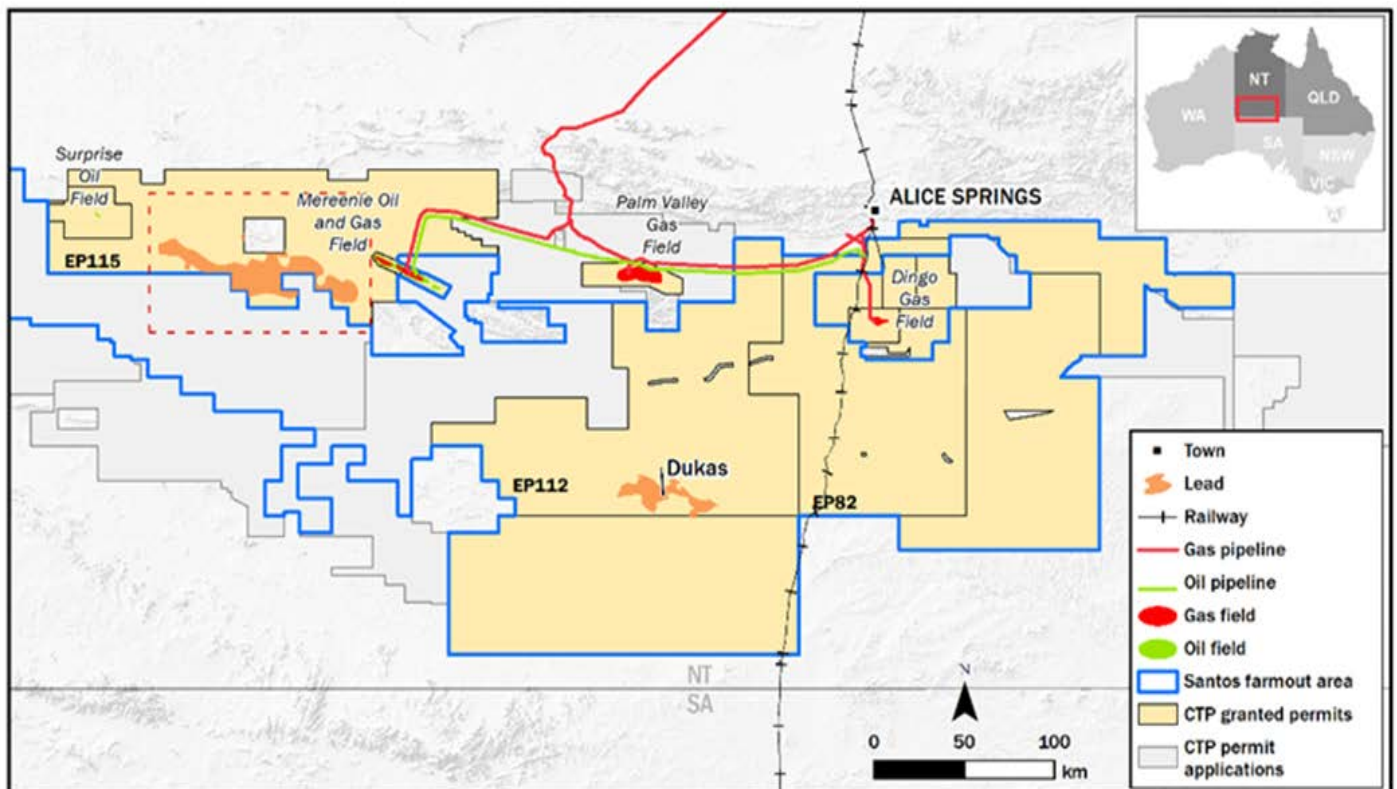 NT
QLD
WA
SA
NSW
VIC
Surprise
Oil
Field
Mereenie Oil
and Gas
Field
Palm Valley
Gas
Field
ALICE SPRINGS
EP115
Dingo
Gas
Field
Dukas
EP112
EP82
NT
SA
N
0 50 100
km
Town
Lead
Railway
Gas pipeline
Oil pipeline
Gas field
Oil field
Santos farmout area
CTP granted permits
CTP permit
applications